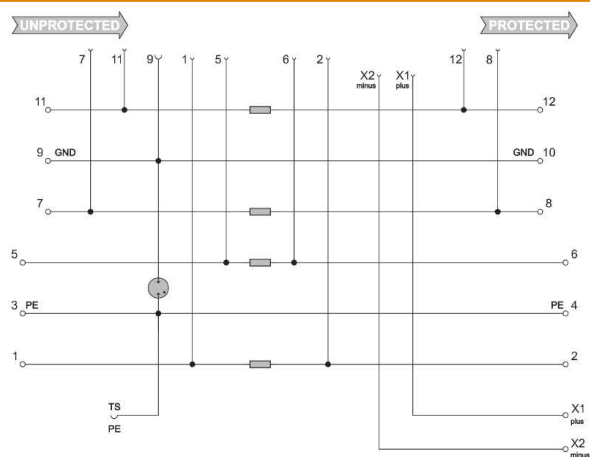 UNPROTECTED PROTECTED
7 11 9 1 5 6 2 X2 minus X1 plus 12 8
11 12
9 GND GND 10
7 8
5 6
3 PE PE 4
1 2
TS
PE
X1
plus
X2
minus